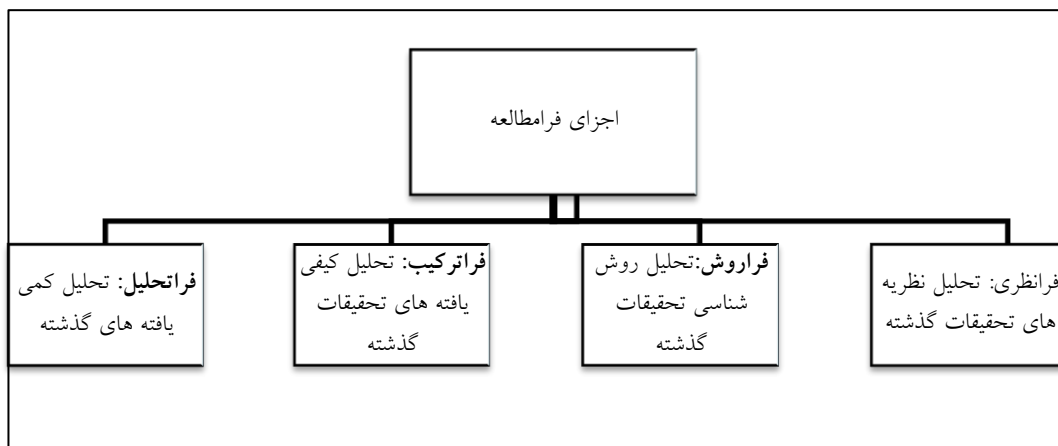 اجزای فرامطالعه
فرانظری: تحلیل نظریه
های تحقیقات گذشته
فراروش:تحلیل روش
شناسی تحقیقات
گذشته
فراترکیب: تحلیل کیفی
یافته های تحقیقات
گذشته
فراتحلیل: تحلیل کمی
یافته های گذشته